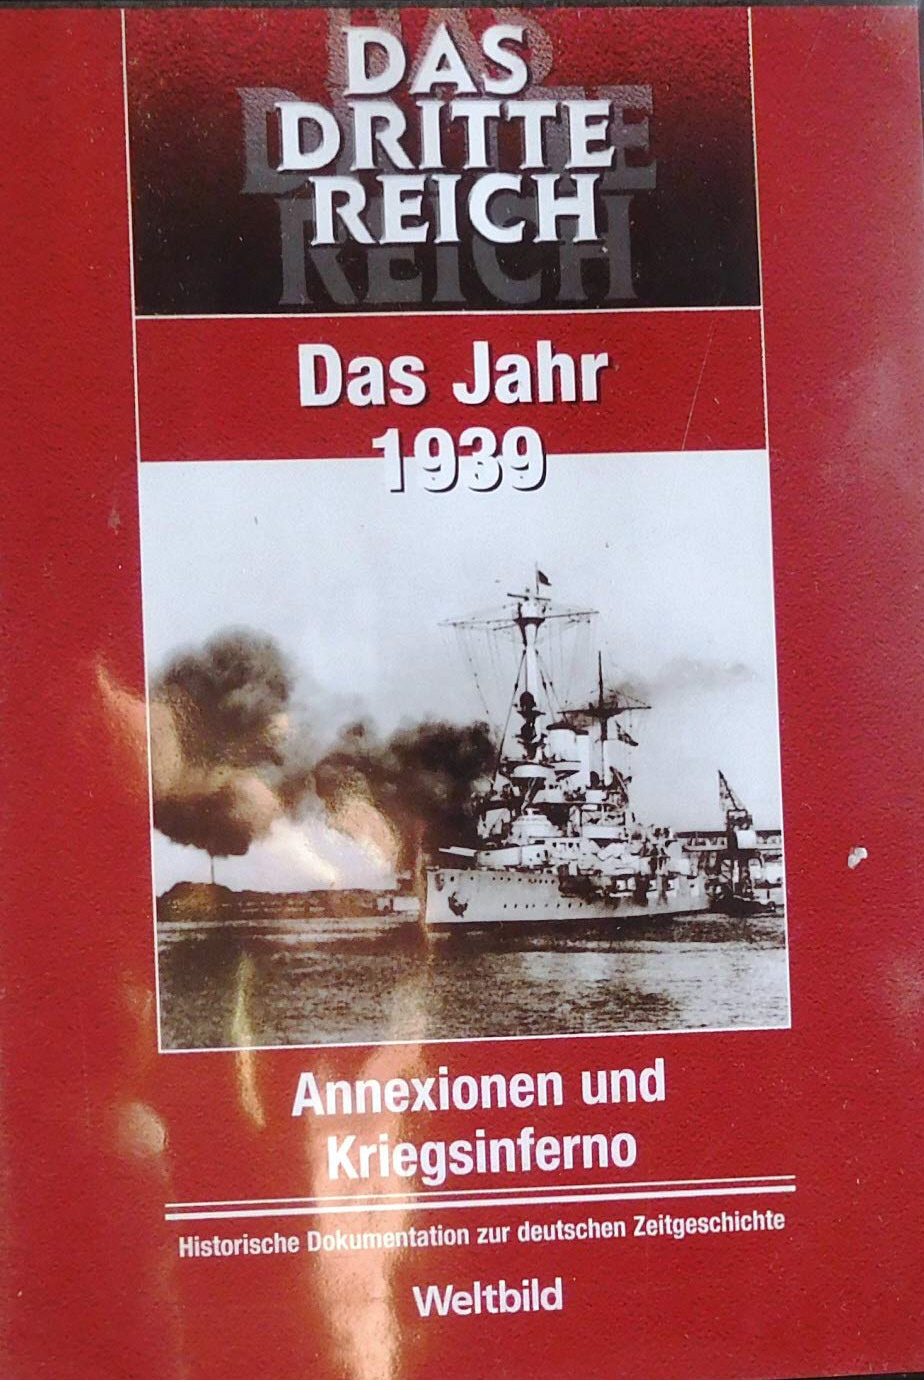 DAS
DRITTE
REICH
Das Jahr
1939
Annexionen und
Kriegsinferno
Historische Dokumentation zur deutschen Zeitgeschichte
Weltbild